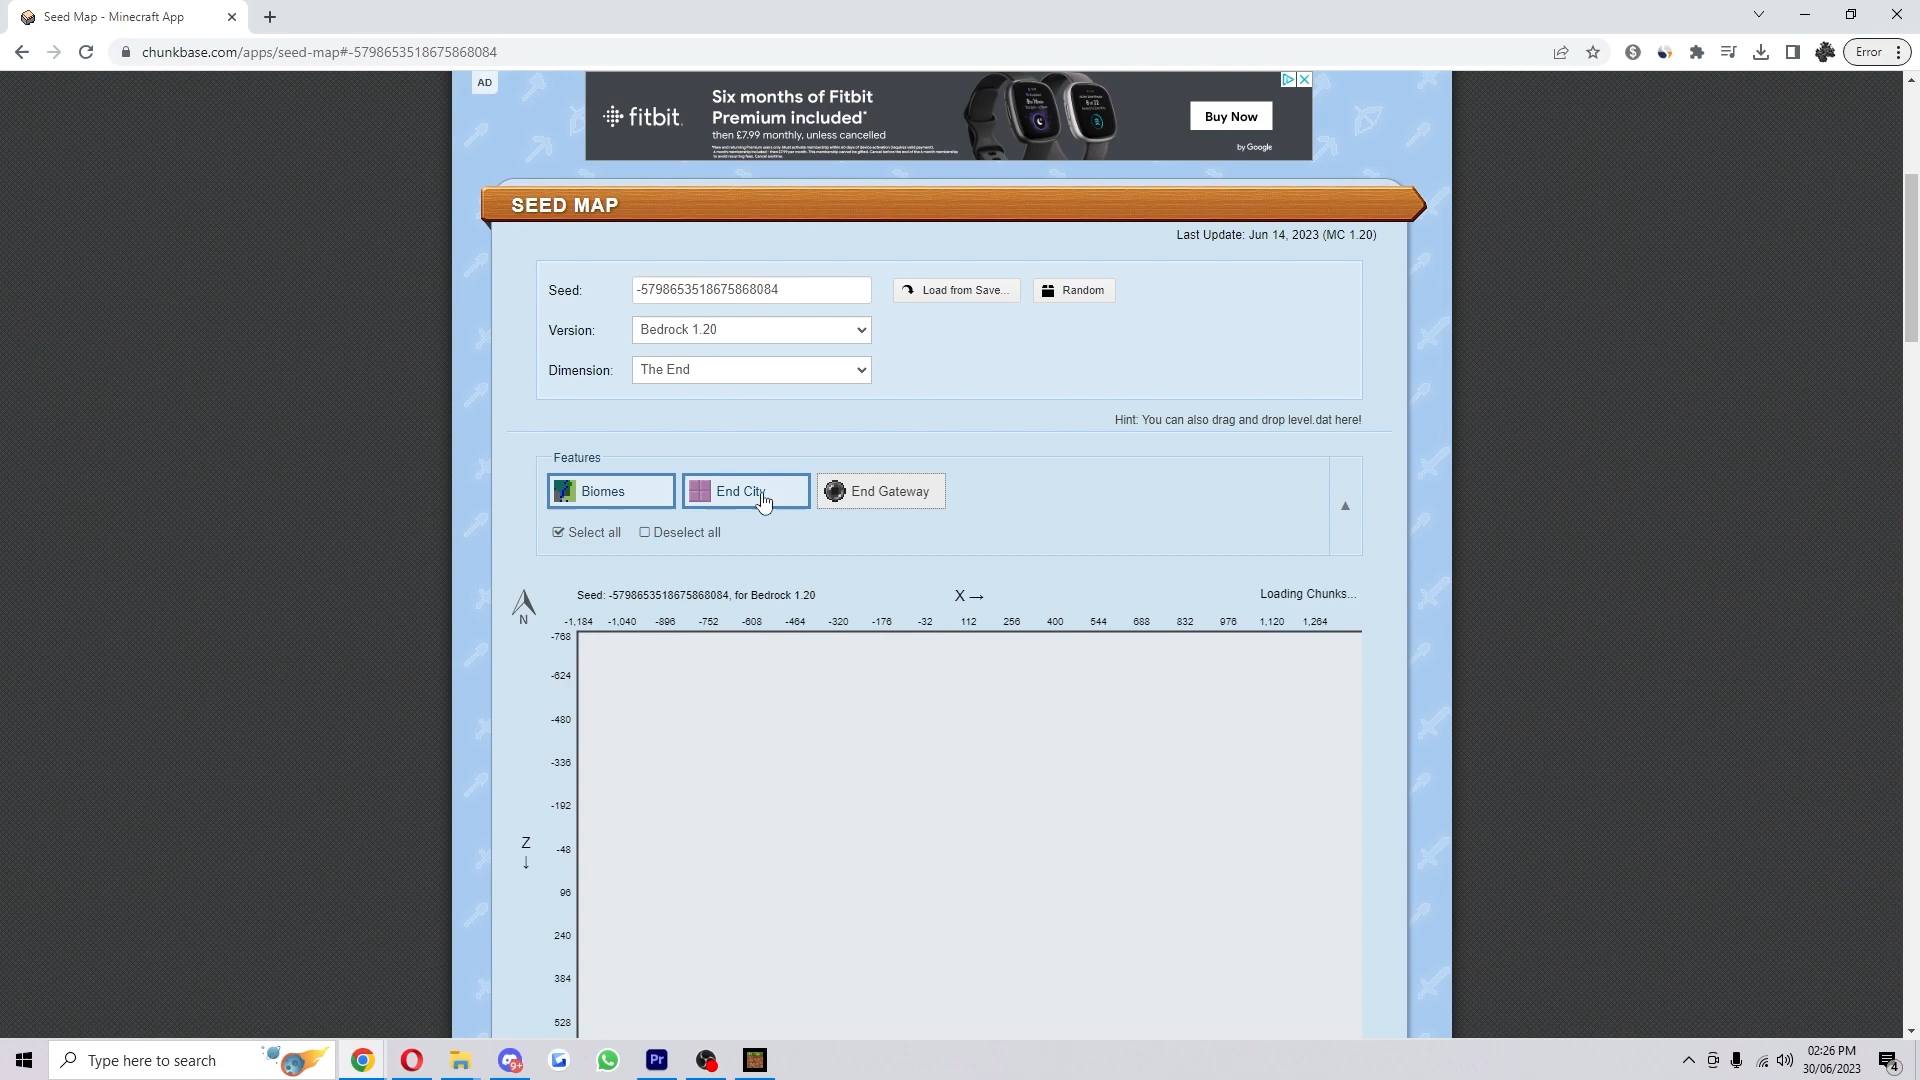 Seed Map - Minecraft App
chunkbase.com/apps/seed-map#-5798653518675868084
Error
AD
fitbit
Six months of Fitbit
Premium included*
then £7.99 monthly, unless cancelled
Buy Now
by Google
SEED MAP
Last Update: Jun 14, 2023 (MC 1.20)
Seed:
-5798653518675868084
Load from Save...
Random
Version:
Bedrock 1.20
Dimension:
The End
Hint: You can also drag and drop level.dat here!
Features
Biomes
End City
End Gateway
Select all
Deselect all
N
Seed: -5798653518675868084, for Bedrock 1.20
X →
Loading Chunks...
-1,184 -1,040 -896 -752 -608 -464 -320 -176 -32 112 256 400 544 688 832 976 1,120 1,264
-768
-624
-480
-336
-192
Z
↓
-48
96
240
384
528
Type here to search
9+
Pr
02:26 PM
30/06/2023
4